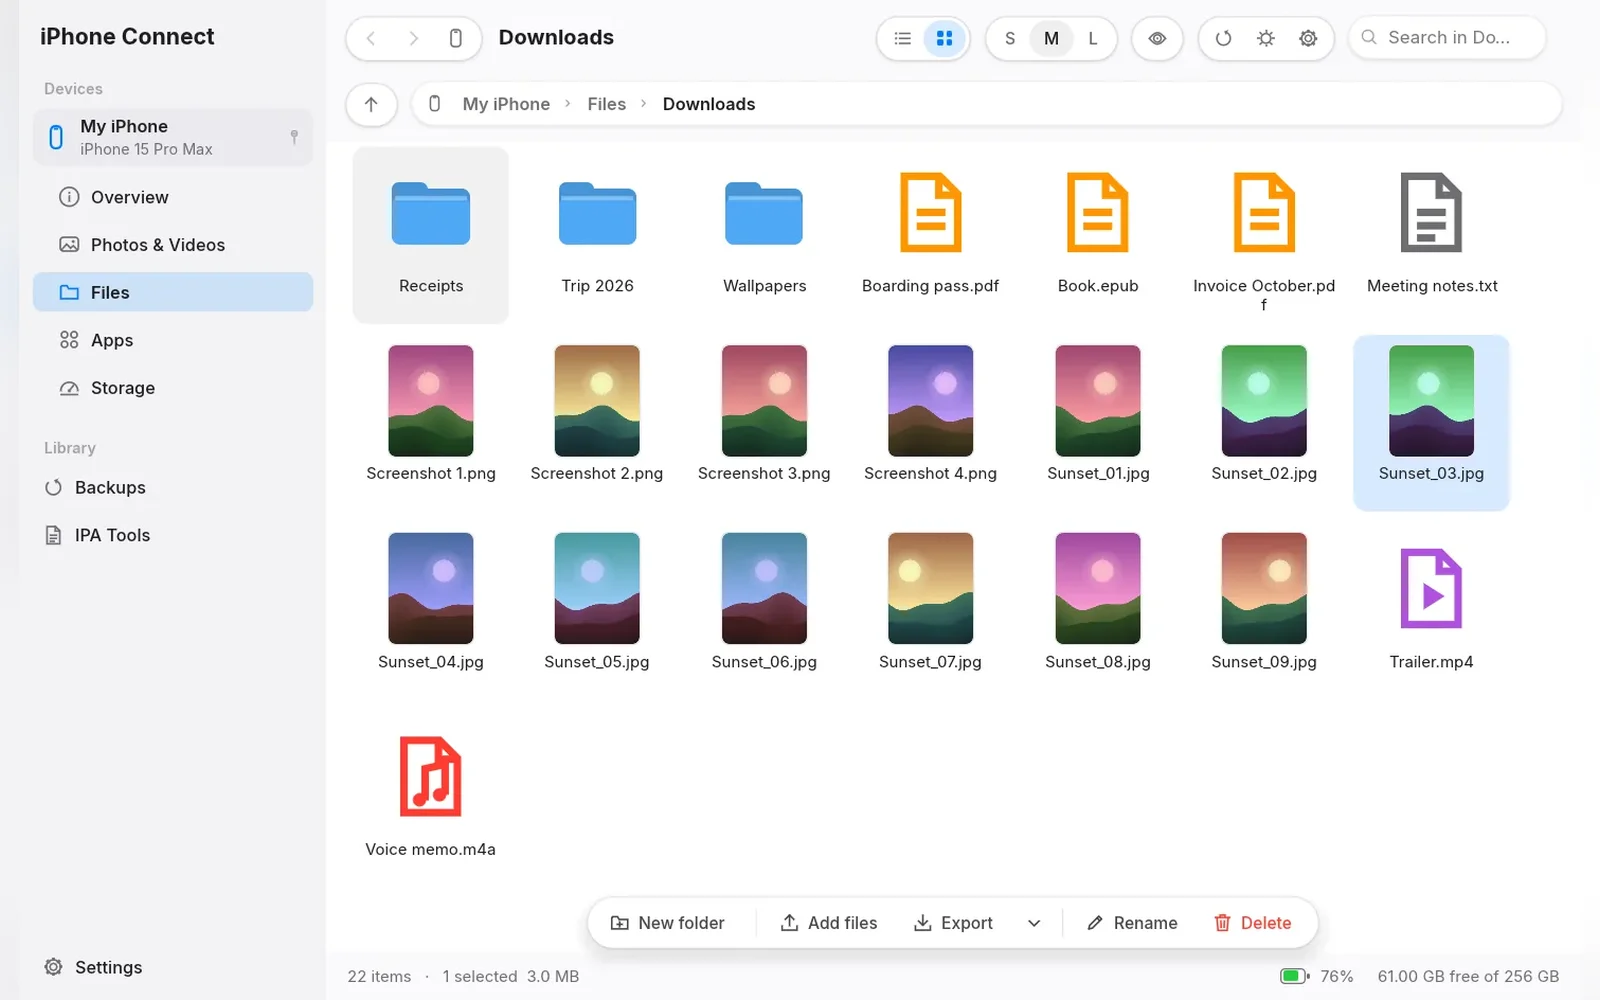 iPhone Connect
Devices
My iPhone
iPhone 15 Pro Max
Overview
Photos & Videos
Files
Apps
Storage
Library
Backups
IPA Tools
Settings
Downloads
S M L
Search in Do...
My iPhone › Files › Downloads
Receipts
Trip 2026
Wallpapers
Boarding pass.pdf
Book.epub
Invoice October.pd
f
Meeting notes.txt
Screenshot 1.png
Screenshot 2.png
Screenshot 3.png
Screenshot 4.png
Sunset_01.jpg
Sunset_02.jpg
Sunset_03.jpg
Sunset_04.jpg
Sunset_05.jpg
Sunset_06.jpg
Sunset_07.jpg
Sunset_08.jpg
Sunset_09.jpg
Trailer.mp4
Voice memo.m4a
New folder
Add files
Export
Rename
Delete
22 items · 1 selected 3.0 MB
76%
61.00 GB free of 256 GB